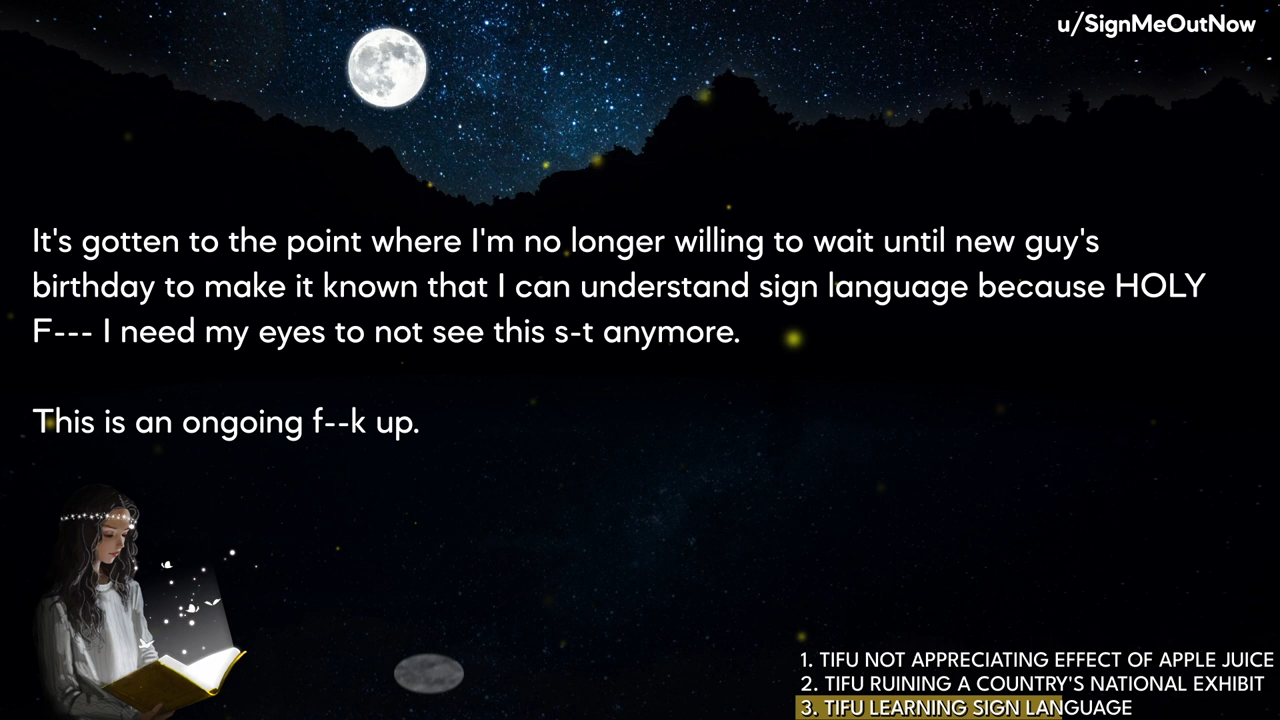 u/SignMeOutNow
It's gotten to the point where I'm no longer willing to wait until new guy's
birthday to make it known that I can understand sign language because HOLY
F--- I need my eyes to not see this s-t anymore.
This is an ongoing f--k up.
1. TIFU NOT APPRECIATING EFFECT OF APPLE JUICE
2. TIFU RUINING A COUNTRY'S NATIONAL EXHIBIT
3. TIFU LEARNING SIGN LANGUAGE